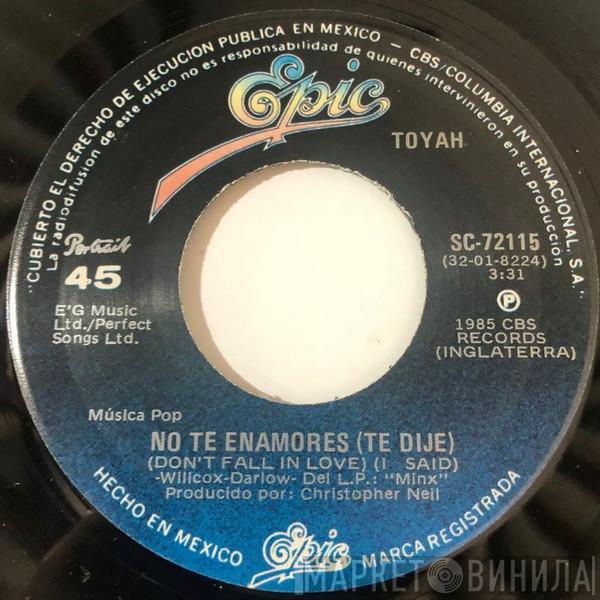 "CUBIERTO EL DERECHO DE EJECUCION PUBLICA EN MEXICO - CBS/COLUMBIA INTERNACIONAL, S.A."
La radiodifusion de este disco no es responsabilidad de quienes intervinieron en su producción
Epic
TOYAH
Portrait
45
SC-72115
(32-01-8224)
3:31
E'G Music
Ltd./Perfect
Songs Ltd.
P
1985 CBS
RECORDS
(INGLATERRA)
Música Pop
NO TE ENAMORES (TE DIJE)
(DON'T FALL IN LOVE) (I SAID)
-Willcox-Darlow- Del L.P.: "Minx"
Producido por: Christopher Neil
HECHO EN MEXICO
Epic
MARCA REGISTRADA
МАРКЕТ ВИНИЛА